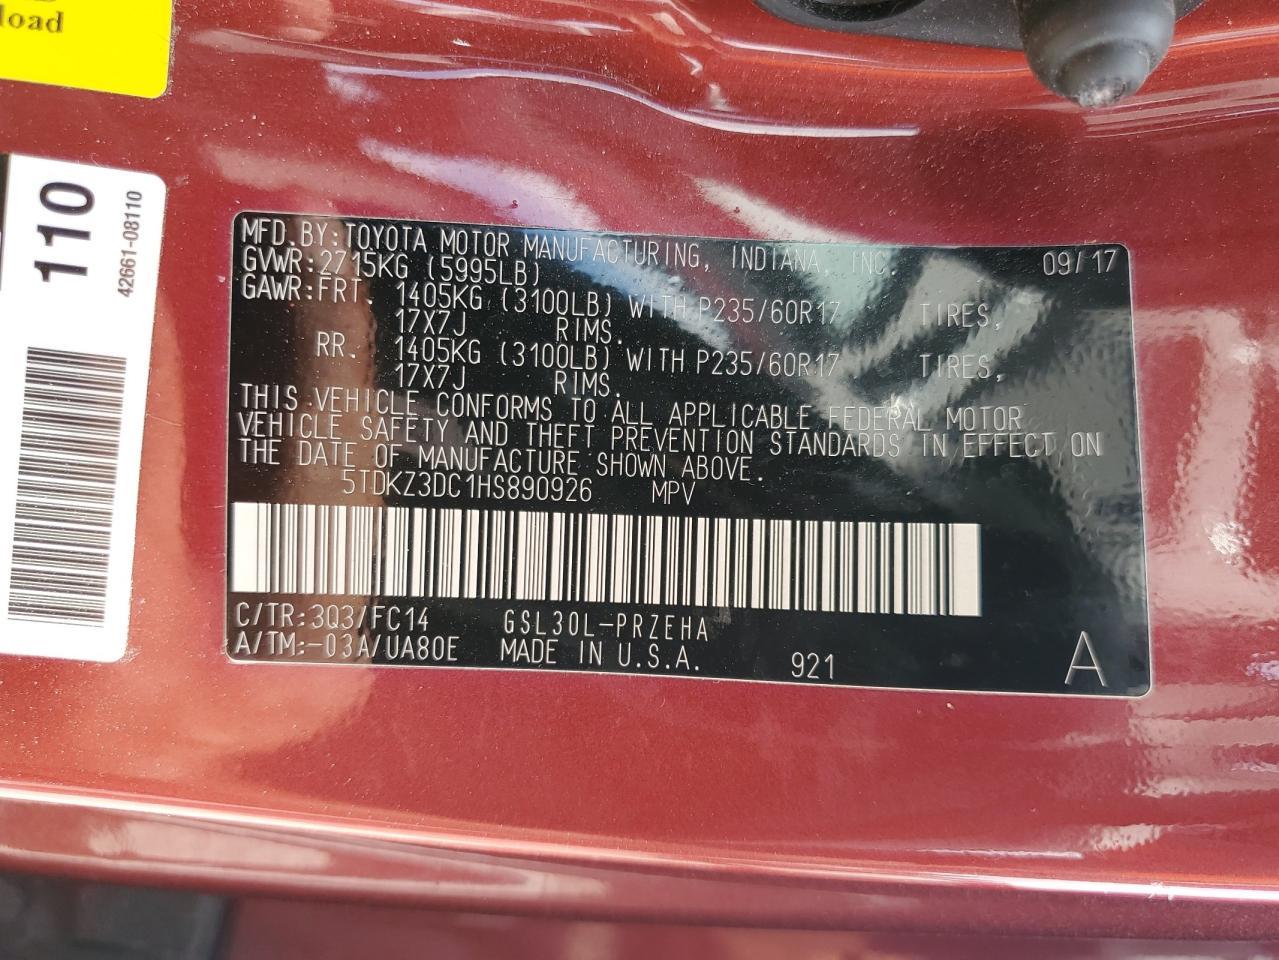 load
110
42661-08110
MFD.BY:TOYOTA MOTOR MANUFACTURING, INDIANA, INC. 09/17
GVWR:2715KG (5995LB)
GAWR:FRT. 1405KG (3100LB) WITH P235/60R17 TIRES,
17X7J RIMS.
RR. 1405KG (3100LB) WITH P235/60R17 TIRES,
17X7J RIMS.
THIS VEHICLE CONFORMS TO ALL APPLICABLE FEDERAL MOTOR
VEHICLE SAFETY AND THEFT PREVENTION STANDARDS IN EFFECT ON
THE DATE OF MANUFACTURE SHOWN ABOVE.
5TDKZ3DC1HS890926 MPV
C/TR:3Q3/FC14 GSL30L-PRZEHA
A/TM:-03A/UA80E MADE IN U.S.A. 921 A